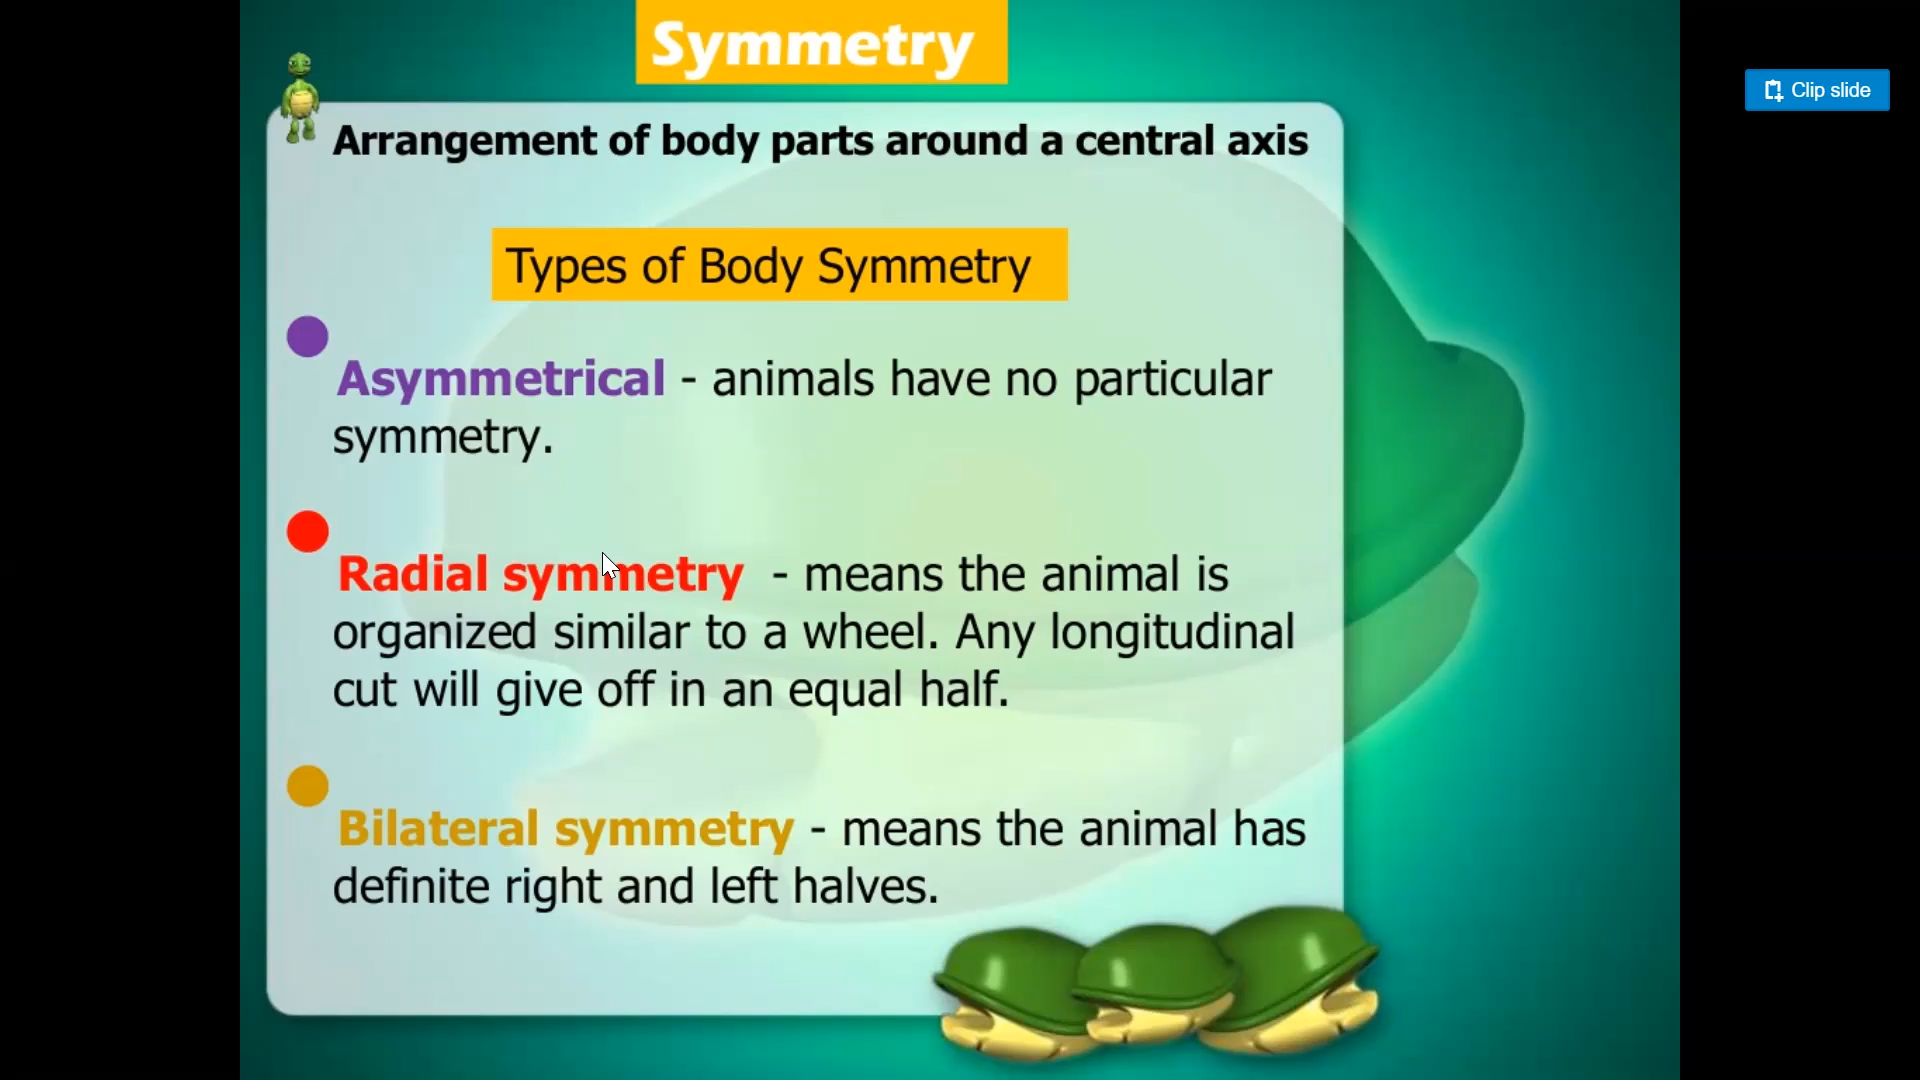 Symmetry
Clip slide
Arrangement of body parts around a central axis
Types of Body Symmetry
Asymmetrical - animals have no particular
symmetry.
Radial symmetry - means the animal is
organized similar to a wheel. Any longitudinal
cut will give off in an equal half.
Bilateral symmetry - means the animal has
definite right and left halves.